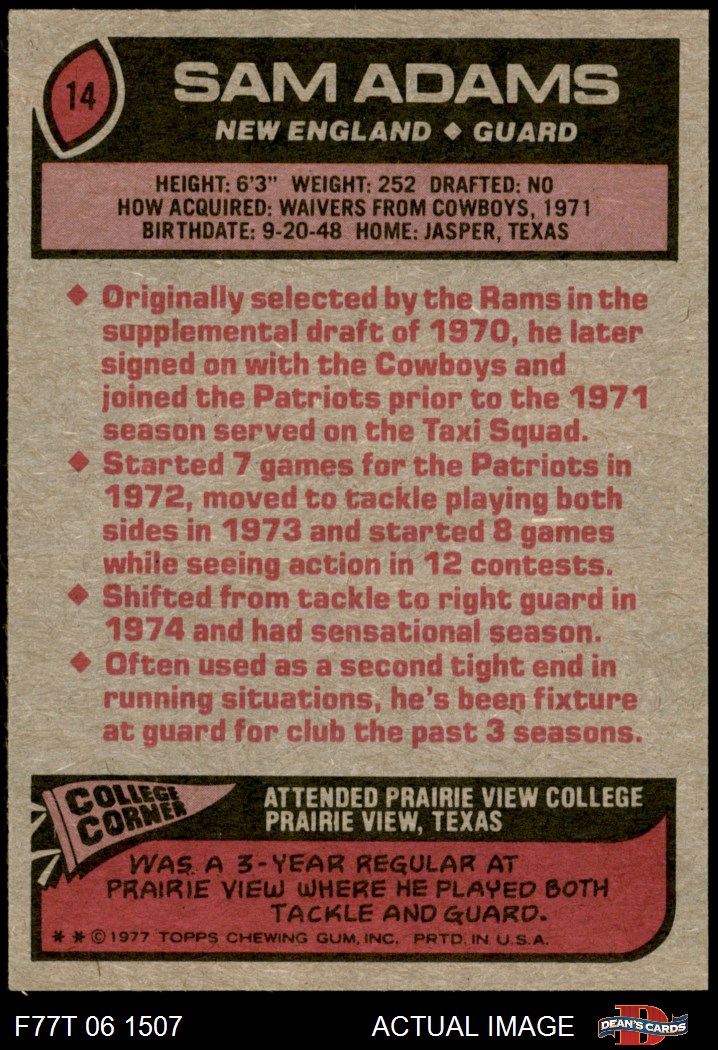 14
SAM ADAMS
NEW ENGLAND ◆ GUARD
HEIGHT: 6'3" WEIGHT: 252 DRAFTED: NO
HOW ACQUIRED: WAIVERS FROM COWBOYS, 1971
BIRTHDATE: 9-20-48 HOME: JASPER, TEXAS
◆ Originally selected by the Rams in the
supplemental draft of 1970, he later
signed on with the Cowboys and
joined the Patriots prior to the 1971
season served on the Taxi Squad.
◆ Started 7 games for the Patriots in
1972, moved to tackle playing both
sides in 1973 and started 8 games
while seeing action in 12 contests.
◆ Shifted from tackle to right guard in
1974 and had sensational season.
◆ Often used as a second tight end in
running situations, he's been fixture
at guard for club the past 3 seasons.
COLLEGE
CORNER
ATTENDED PRAIRIE VIEW COLLEGE
PRAIRIE VIEW, TEXAS
WAS A 3-YEAR REGULAR AT
PRAIRIE VIEW WHERE HE PLAYED BOTH
TACKLE AND GUARD.
* * © 1977 TOPPS CHEWING GUM, INC. PRTD. IN U.S.A.
F77T 06 1507
ACTUAL IMAGE
D
DEAN'S CARDS